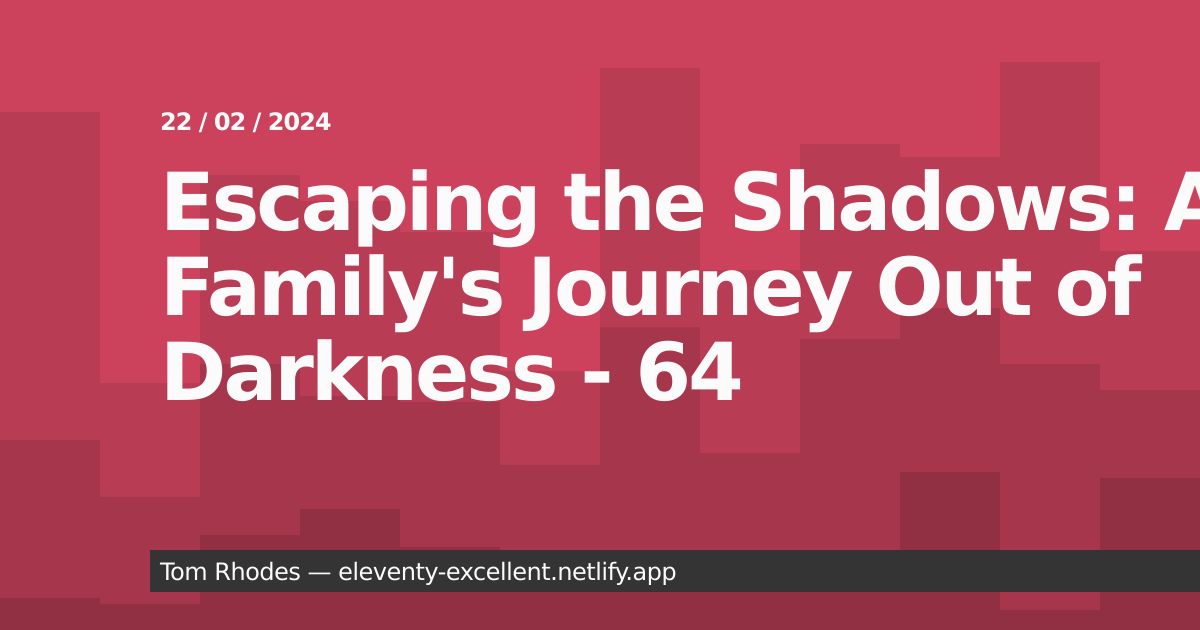 22 / 02 / 2024
Escaping the Shadows: A
Family's Journey Out of
Darkness - 64
Tom Rhodes — eleventy-excellent.netlify.app